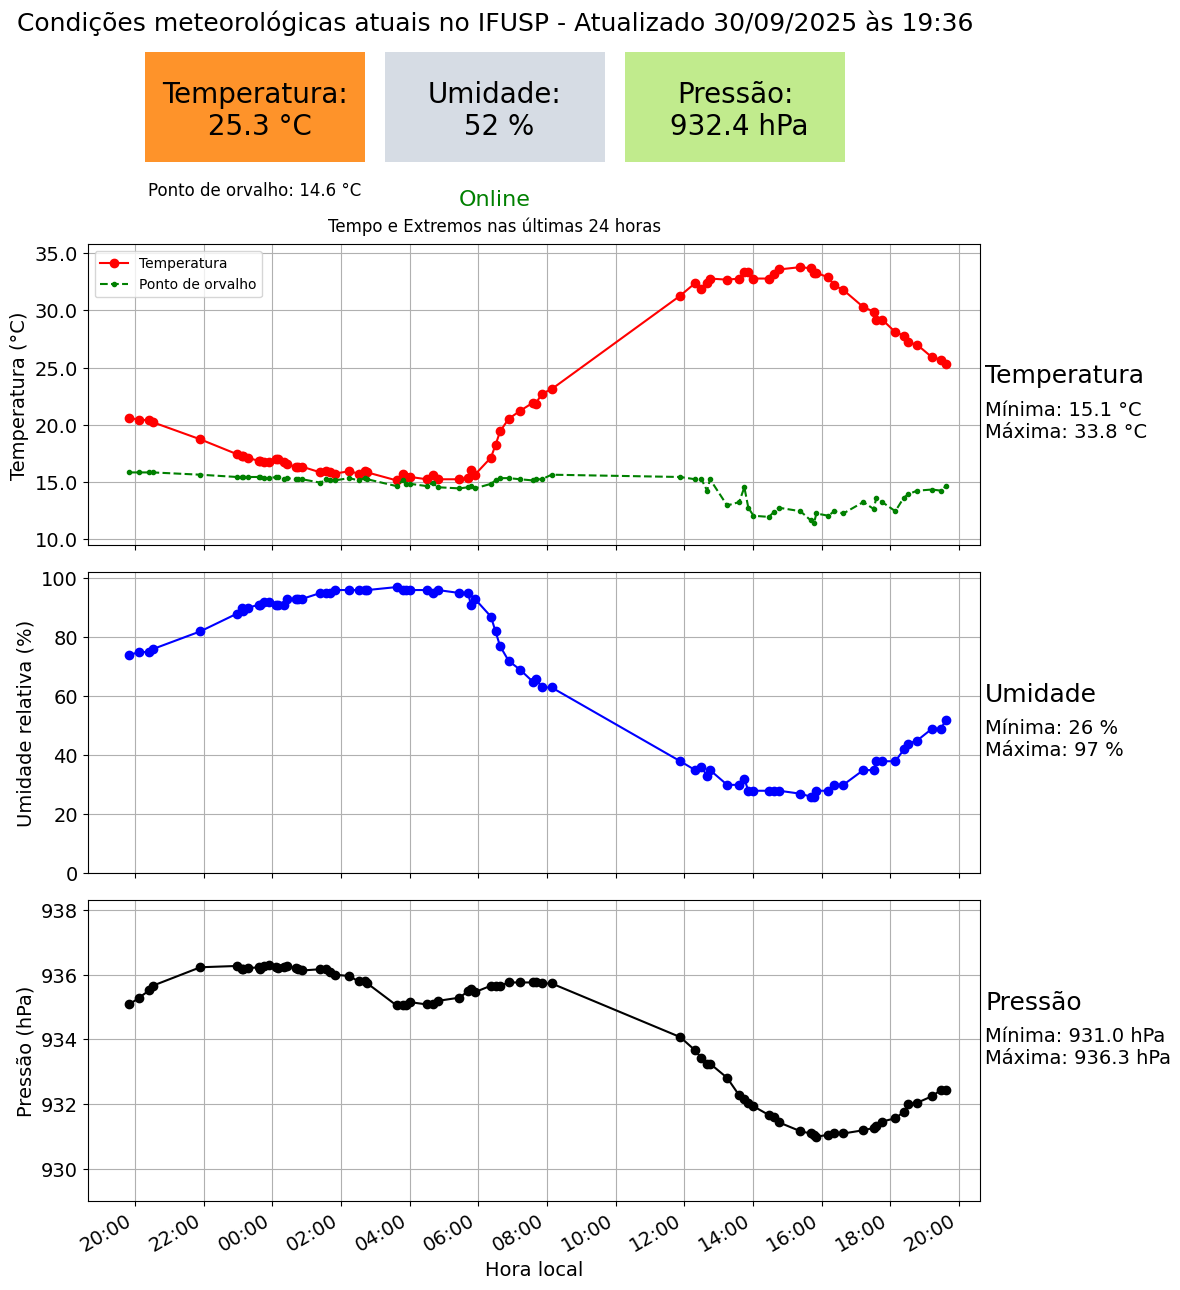 Condições meteorológicas atuais no IFUSP - Atualizado 30/09/2025 às 19:36
Temperatura:
25.3 °C
Umidade:
52 %
Pressão:
932.4 hPa
Ponto de orvalho: 14.6 °C
Online
Tempo e Extremos nas últimas 24 horas
Temperatura
Ponto de orvalho
35.0
30.0
25.0
20.0
15.0
10.0
Temperatura (°C)
Temperatura
Mínima: 15.1 °C
Máxima: 33.8 °C
100
80
60
40
20
0
Umidade relativa (%)
Umidade
Mínima: 26 %
Máxima: 97 %
938
936
934
932
930
Pressão (hPa)
Pressão
Mínima: 931.0 hPa
Máxima: 936.3 hPa
20:00 22:00 00:00 02:00 04:00 06:00 08:00 10:00 12:00 14:00 16:00 18:00 20:00
Hora local